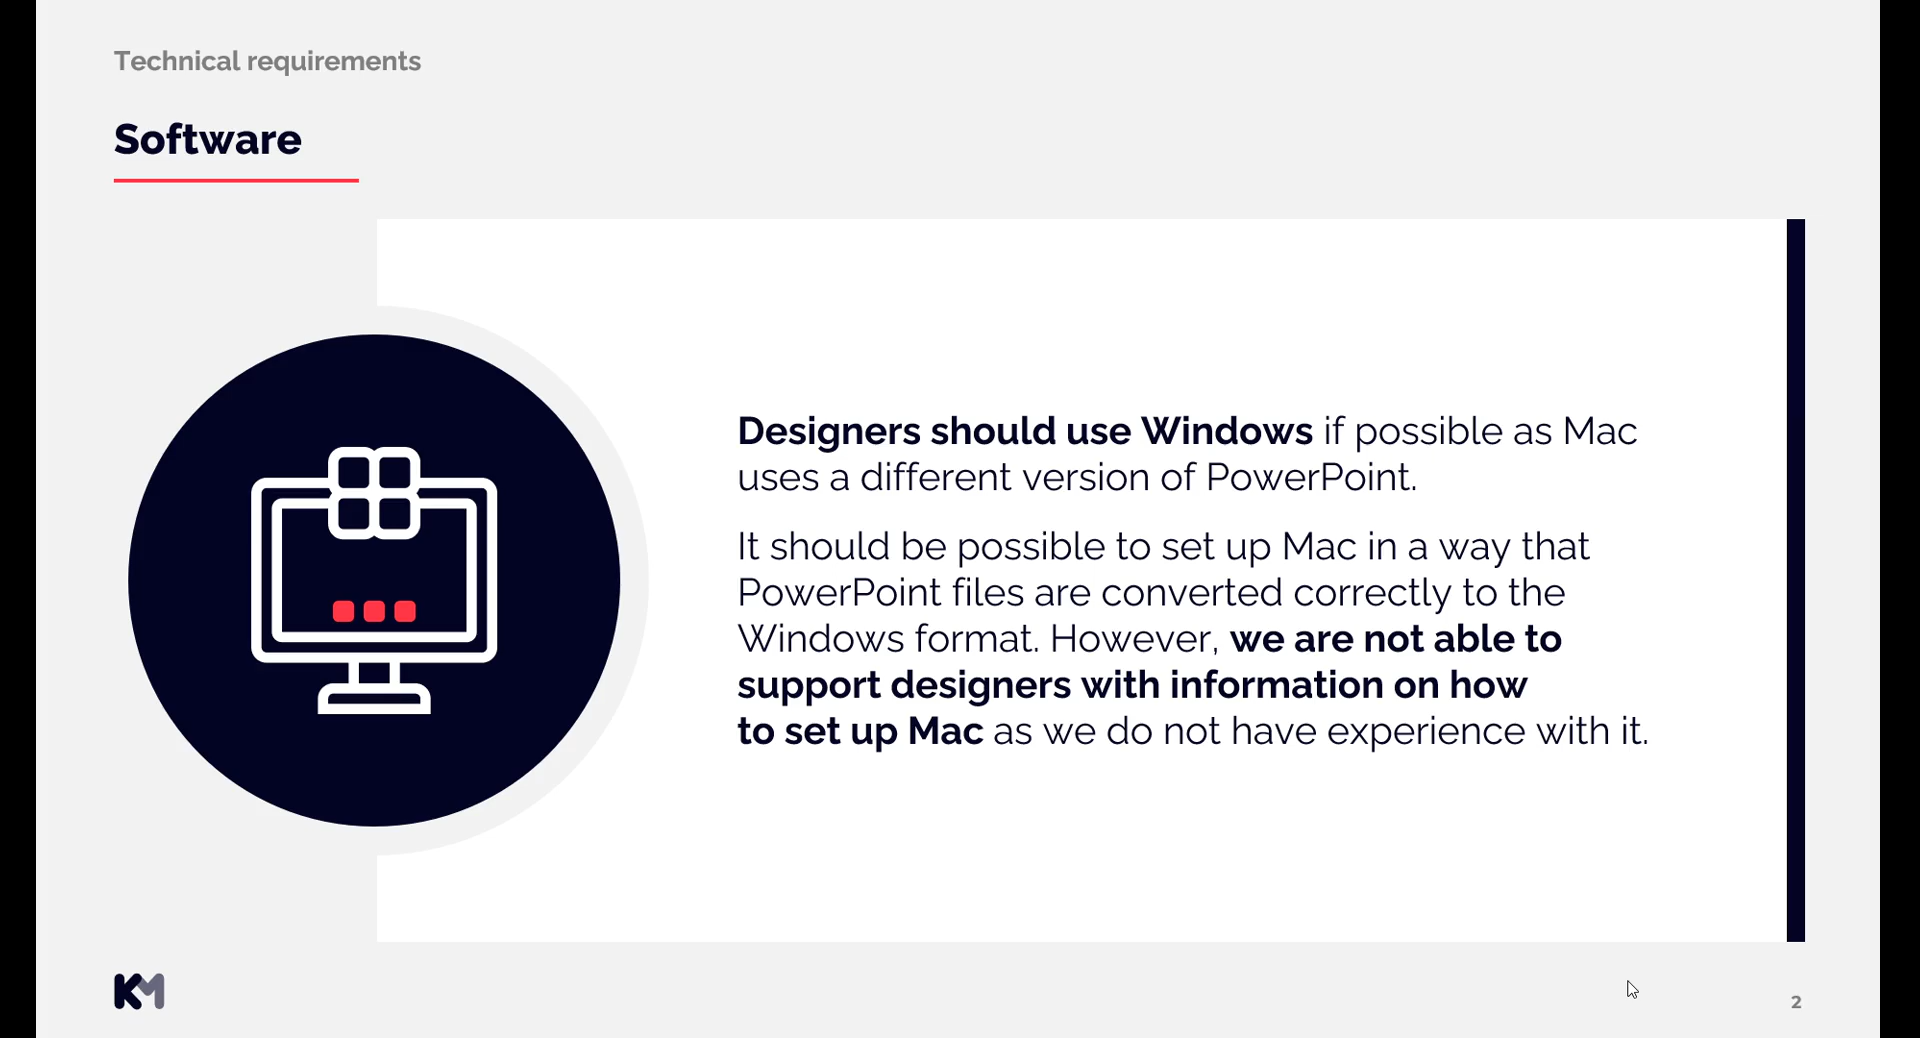 Technical requirements
Software
Designers should use Windows if possible as Mac
uses a different version of PowerPoint.
It should be possible to set up Mac in a way that
PowerPoint files are converted correctly to the
Windows format. However, we are not able to
support designers with information on how
to set up Mac as we do not have experience with it.
KM
2